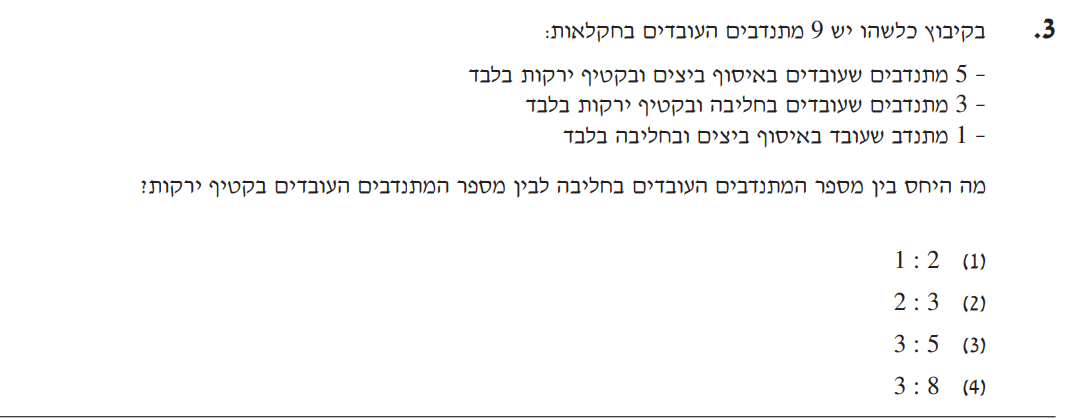 3. בקיבוץ כלשהו יש 9 מתנדבים העובדים בחקלאות:
- 5 מתנדבים שעובדים באיסוף ביצים ובקטיף ירקות בלבד
- 3 מתנדבים שעובדים בחליבה ובקטיף ירקות בלבד
- 1 מתנדב שעובד באיסוף ביצים ובחליבה בלבד
מה היחס בין מספר המתנדבים העובדים בחליבה לבין מספר המתנדבים העובדים בקטיף ירקות?
(1) 1 : 2
(2) 2 : 3
(3) 3 : 5
(4) 3 : 8